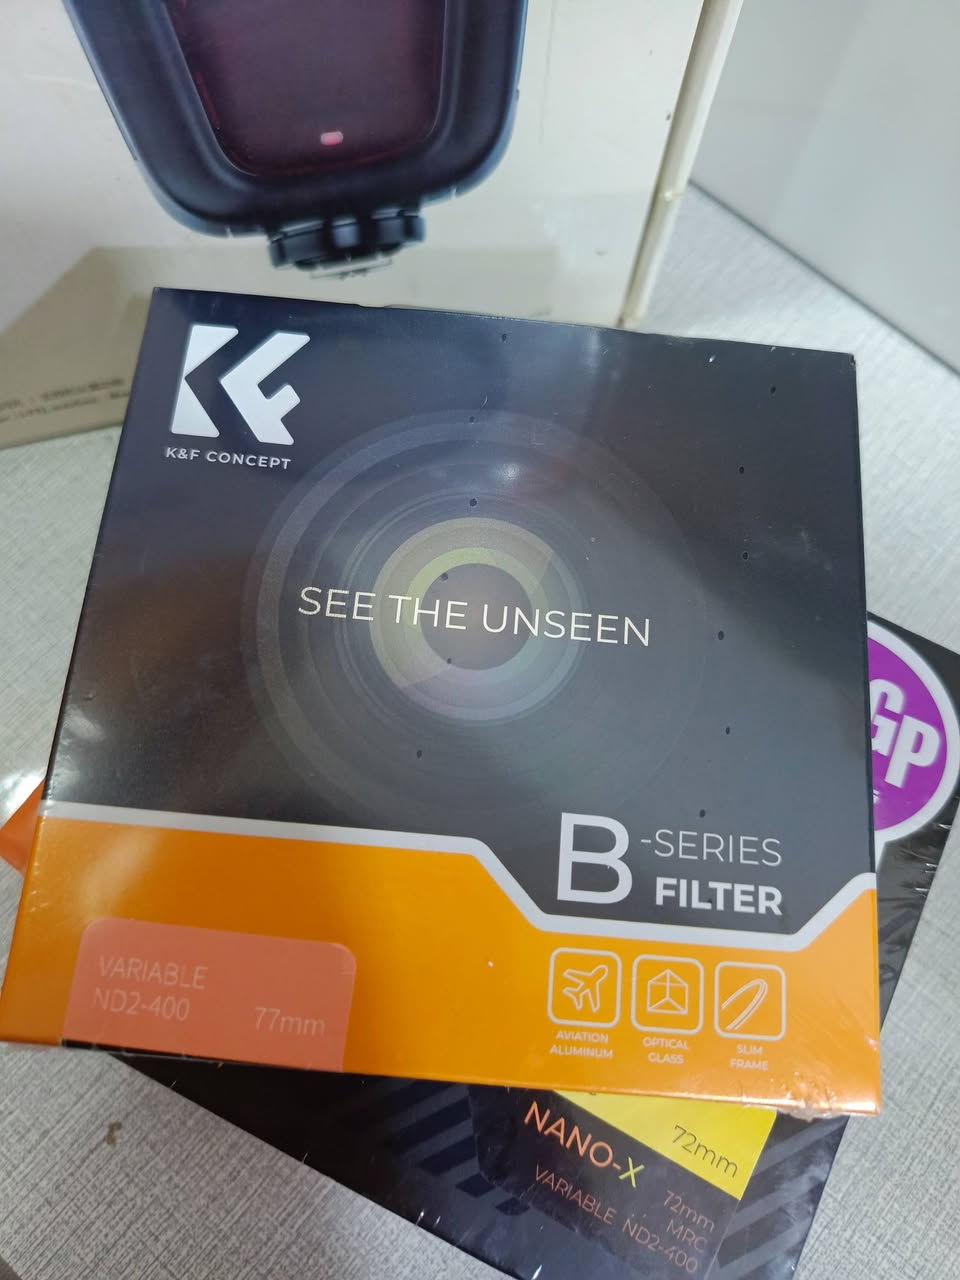 K&F CONCEPT
SEE THE UNSEEN
B-SERIES
FILTER
VARIABLE
ND2-400
77mm
AVIATION
ALUMINUM
OPTICAL
GLASS
SLIM
FRAME
GP
72mm
NANO-X
72mm
MRC
VARIABLE ND2-400